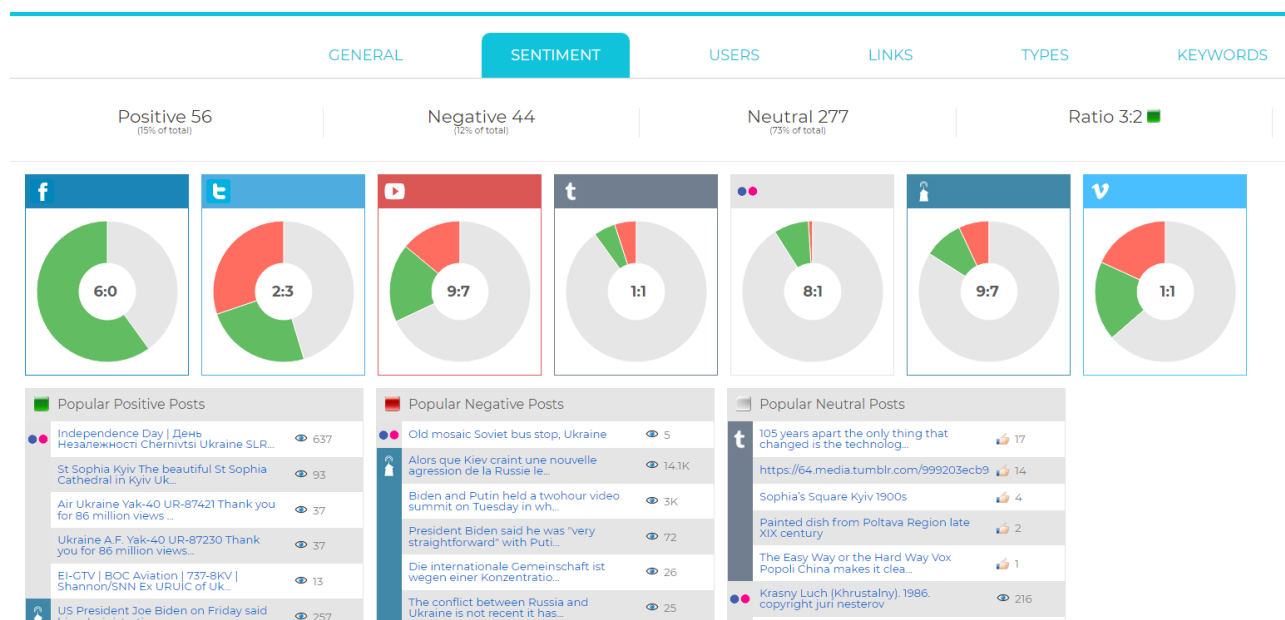 GENERAL
SENTIMENT
USERS
LINKS
TYPES
KEYWORDS
Positive 56
(15% of total)
Negative 44
(12% of total)
Neutral 277
(73% of total)
Ratio 3:2
6:0
2:3
9:7
1:1
8:1
9:7
1:1
Popular Positive Posts
Independence Day | День
Незалежності Chernivtsi Ukraine SLR...
637
St Sophia Kyiv The beautiful St Sophia
Cathedral in Kyiv Uk...
93
Air Ukraine Yak-40 UR-87421 Thank you
for 86 million views ...
37
Ukraine A.F. Yak-40 UR-87230 Thank
you for 86 million views...
37
EI-GTV | BOC Aviation | 737-8KV |
Shannon/SNN Ex URUIC of Uk...
13
US President Joe Biden on Friday said
257
Popular Negative Posts
Old mosaic Soviet bus stop, Ukraine
5
Alors que Kiev craint une nouvelle
agression de la Russie le...
14.1K
Biden and Putin held a twohour video
summit on Tuesday in wh...
3K
President Biden said he was "very
straightforward" with Puti...
72
Die internationale Gemeinschaft ist
wegen einer Konzentratio...
26
The conflict between Russia and
Ukraine is not recent it has...
25
Popular Neutral Posts
105 years apart the only thing that
changed is the technolog...
17
https://64.media.tumblr.com/999203ecb9
14
Sophia's Square Kyiv 1900s
4
Painted dish from Poltava Region late
XIX century
2
The Easy Way or the Hard Way Vox
Popoli China makes it clea...
1
Krasny Luch (Khrustalny). 1986.
copyright juri nesterov
216